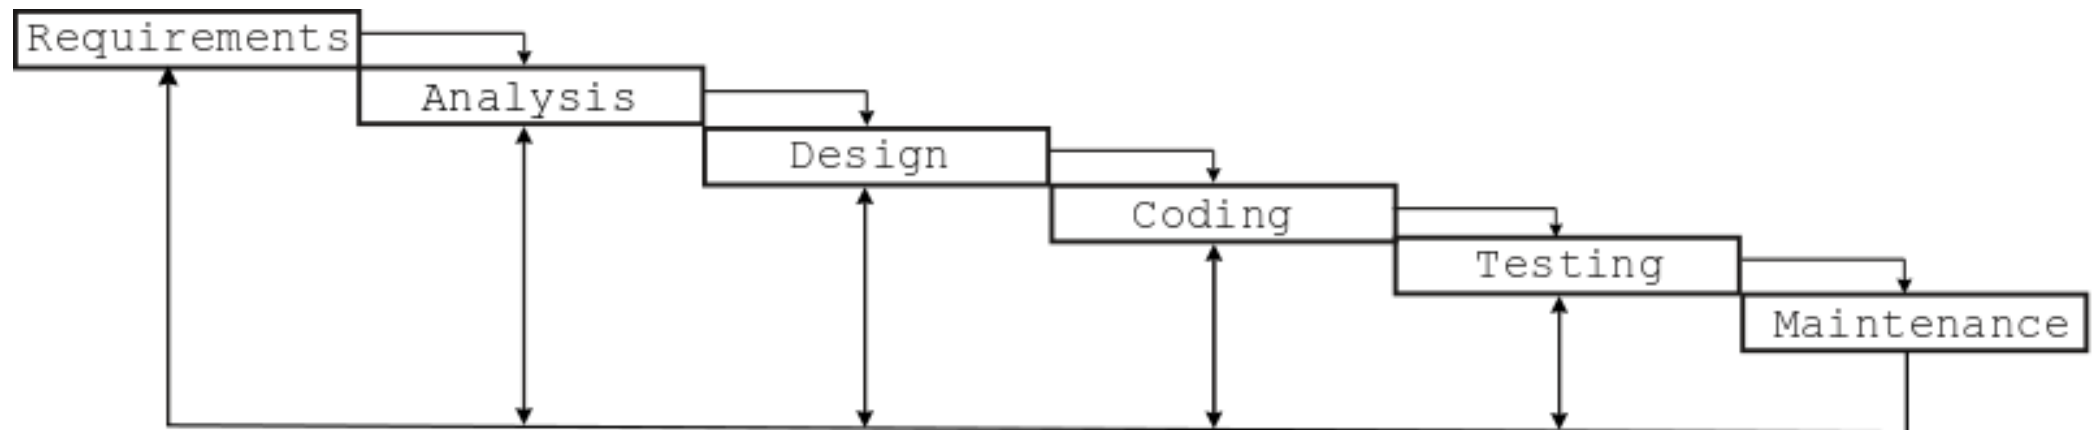 Requirements
Analysis
Design
Coding
Testing
Maintenance